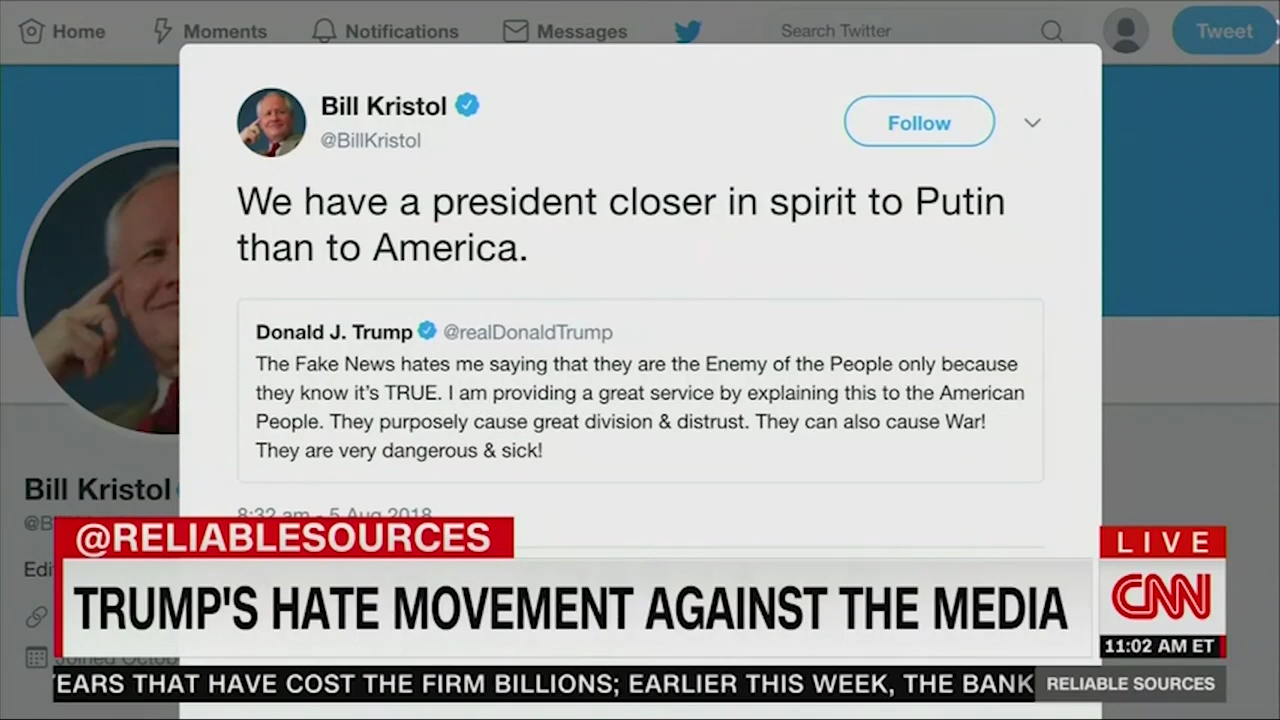 Home Moments Notifications Messages Search Twitter Tweet
Bill Kristol
@BillKristol
Follow
We have a president closer in spirit to Putin
than to America.
Donald J. Trump @realDonaldTrump
The Fake News hates me saying that they are the Enemy of the People only because
they know it's TRUE. I am providing a great service by explaining this to the American
People. They purposely cause great division & distrust. They can also cause War!
They are very dangerous & sick!
8:32 am - 5 Aug 2018
Bill Kristol
@B
Edi
Joined Octob
@RELIABLESOURCES
TRUMP'S HATE MOVEMENT AGAINST THE MEDIA
LIVE
CNN
11:02 AM ET
EARS THAT HAVE COST THE FIRM BILLIONS; EARLIER THIS WEEK, THE BANK
RELIABLE SOURCES